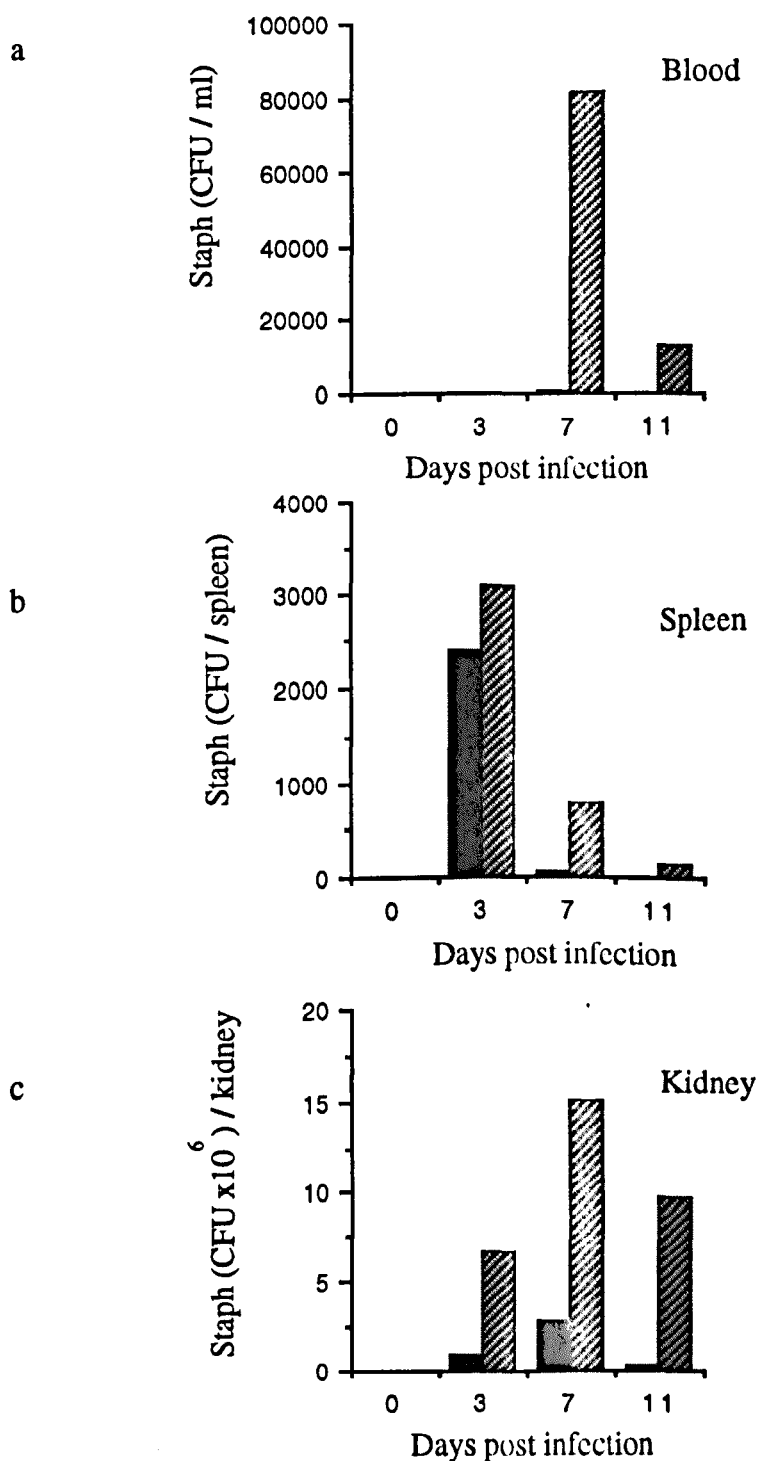 a
Blood
Staph (CFU / ml)
100000
80000
60000
40000
20000
0
0 3 7 11
Days post infection
b
Spleen
Staph (CFU / spleen)
4000
3000
2000
1000
0
0 3 7 11
Days post infection
c
Kidney
Staph (CFU x10⁶) / kidney
20
15
10
5
0
0 3 7 11
Days post infection